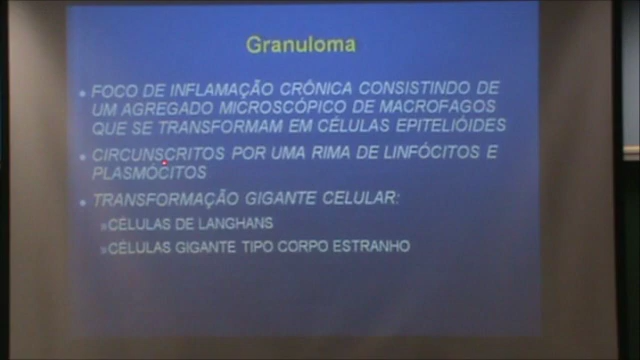 Granuloma
• FOCO DE INFLAMAÇÃO CRÔNICA CONSISTINDO DE
UM AGREGADO MICROSCÓPICO DE MACROFAGOS
QUE SE TRANSFORMAM EM CÉLULAS EPITELIÓIDES
• CIRCUNSCRITOS POR UMA RIMA DE LINFÓCITOS E
PLASMÓCITOS
• TRANSFORMAÇÃO GIGANTE CELULAR:
»CÉLULAS DE LANGHANS
»CÉLULAS GIGANTE TIPO CORPO ESTRANHO